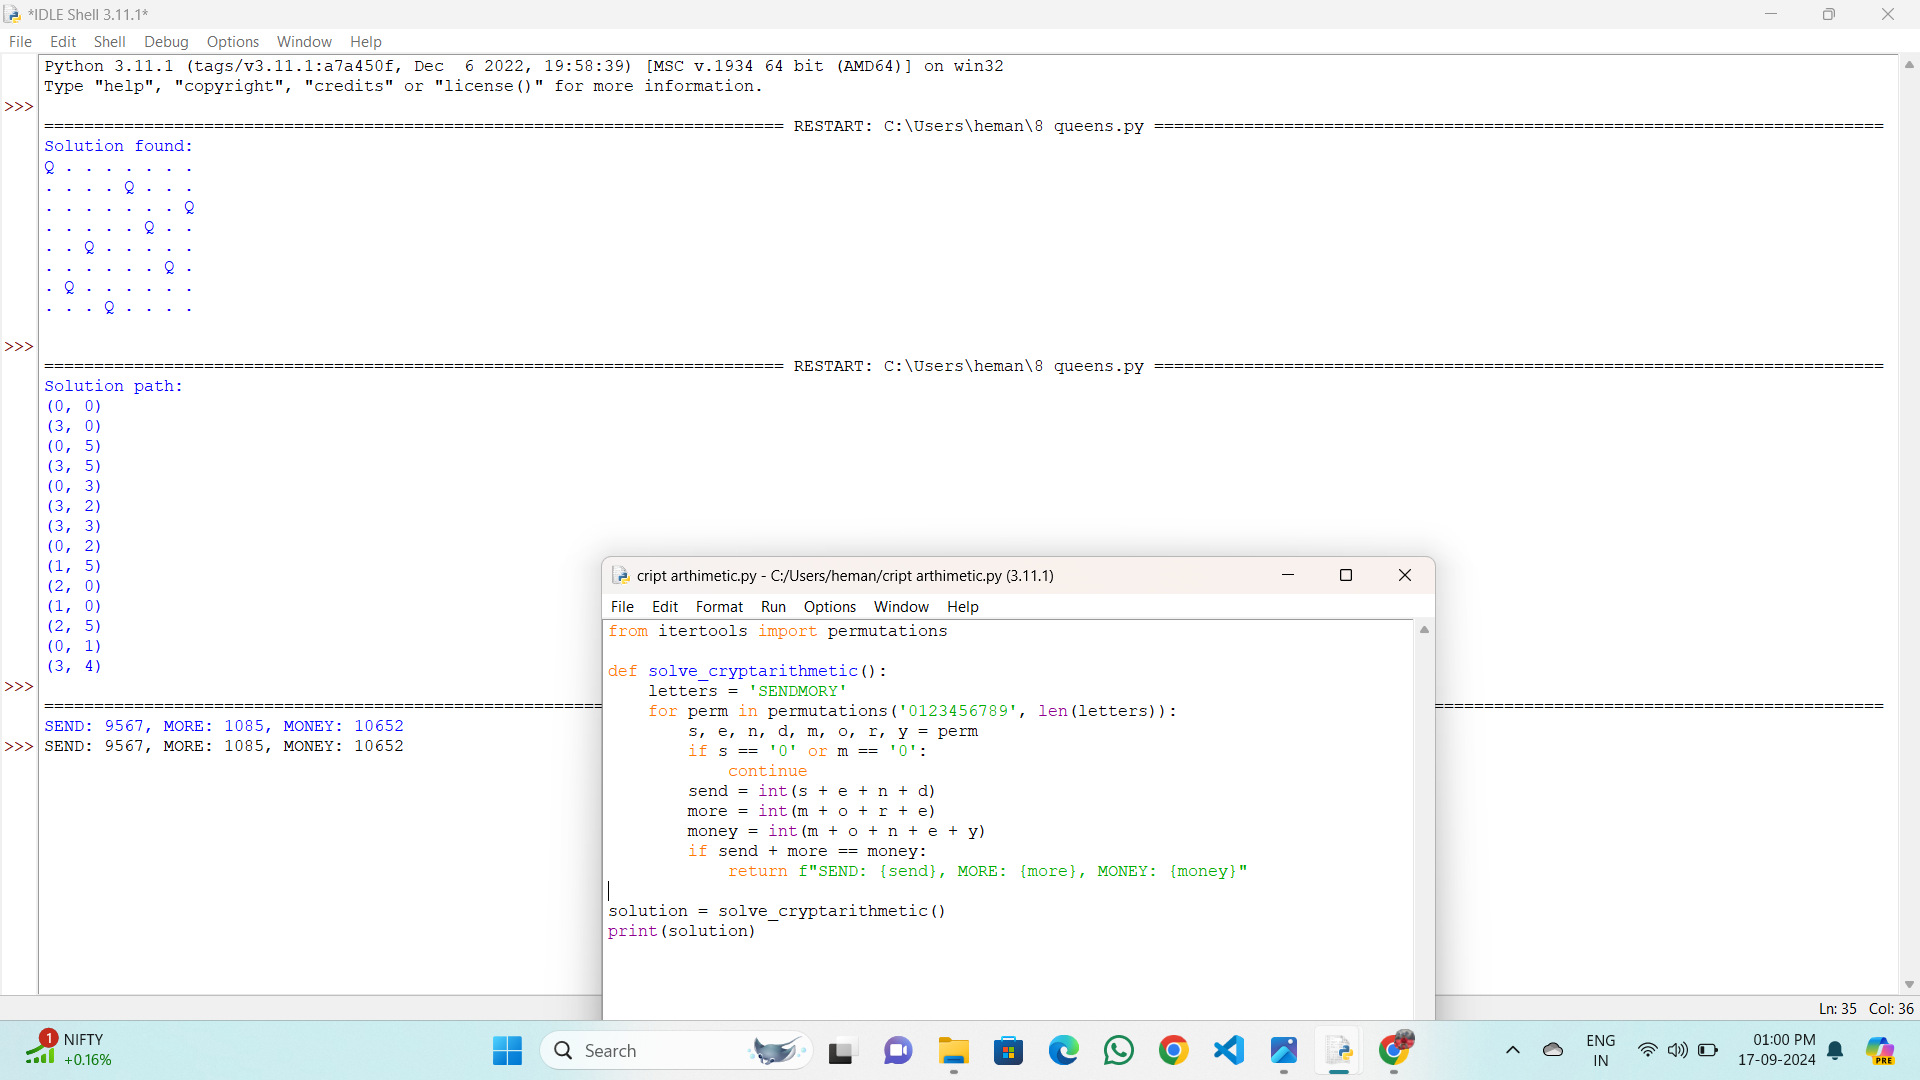 *IDLE Shell 3.11.1*
File Edit Shell Debug Options Window Help
Python 3.11.1 (tags/v3.11.1:a7a450f, Dec  6 2022, 19:58:39) [MSC v.1934 64 bit (AMD64)] on win32
Type "help", "copyright", "credits" or "license()" for more information.
>>>
========================================================================== RESTART: C:\Users\heman\8 queens.py =========================================================================
Solution found:
Q . . . . . . .
. . . . Q . . .
. . . . . . . Q
. . . . . Q . .
. . Q . . . . .
. . . . . . Q .
. Q . . . . . .
. . . Q . . . .
>>>
========================================================================== RESTART: C:\Users\heman\8 queens.py =========================================================================
Solution path:
(0, 0)
(3, 0)
(0, 5)
(3, 5)
(0, 3)
(3, 2)
(3, 3)
(0, 2)
(1, 5)
(2, 0)
(1, 0)
(2, 5)
(0, 1)
(3, 4)
>>>
SEND: 9567, MORE: 1085, MONEY: 10652
>>> SEND: 9567, MORE: 1085, MONEY: 10652
cript arthimetic.py - C:/Users/heman/cript arthimetic.py (3.11.1)
File Edit Format Run Options Window Help
from itertools import permutations
def solve_cryptarithmetic():
    letters = 'SENDMORY'
    for perm in permutations('0123456789', len(letters)):
        s, e, n, d, m, o, r, y = perm
        if s == '0' or m == '0':
            continue
        send = int(s + e + n + d)
        more = int(m + o + r + e)
        money = int(m + o + n + e + y)
        if send + more == money:
            return f"SEND: {send}, MORE: {more}, MONEY: {money}"
solution = solve_cryptarithmetic()
print(solution)
Ln: 35 Col: 36
1
NIFTY
+0.16%
Search
ENG
IN
01:00 PM
17-09-2024
PRE